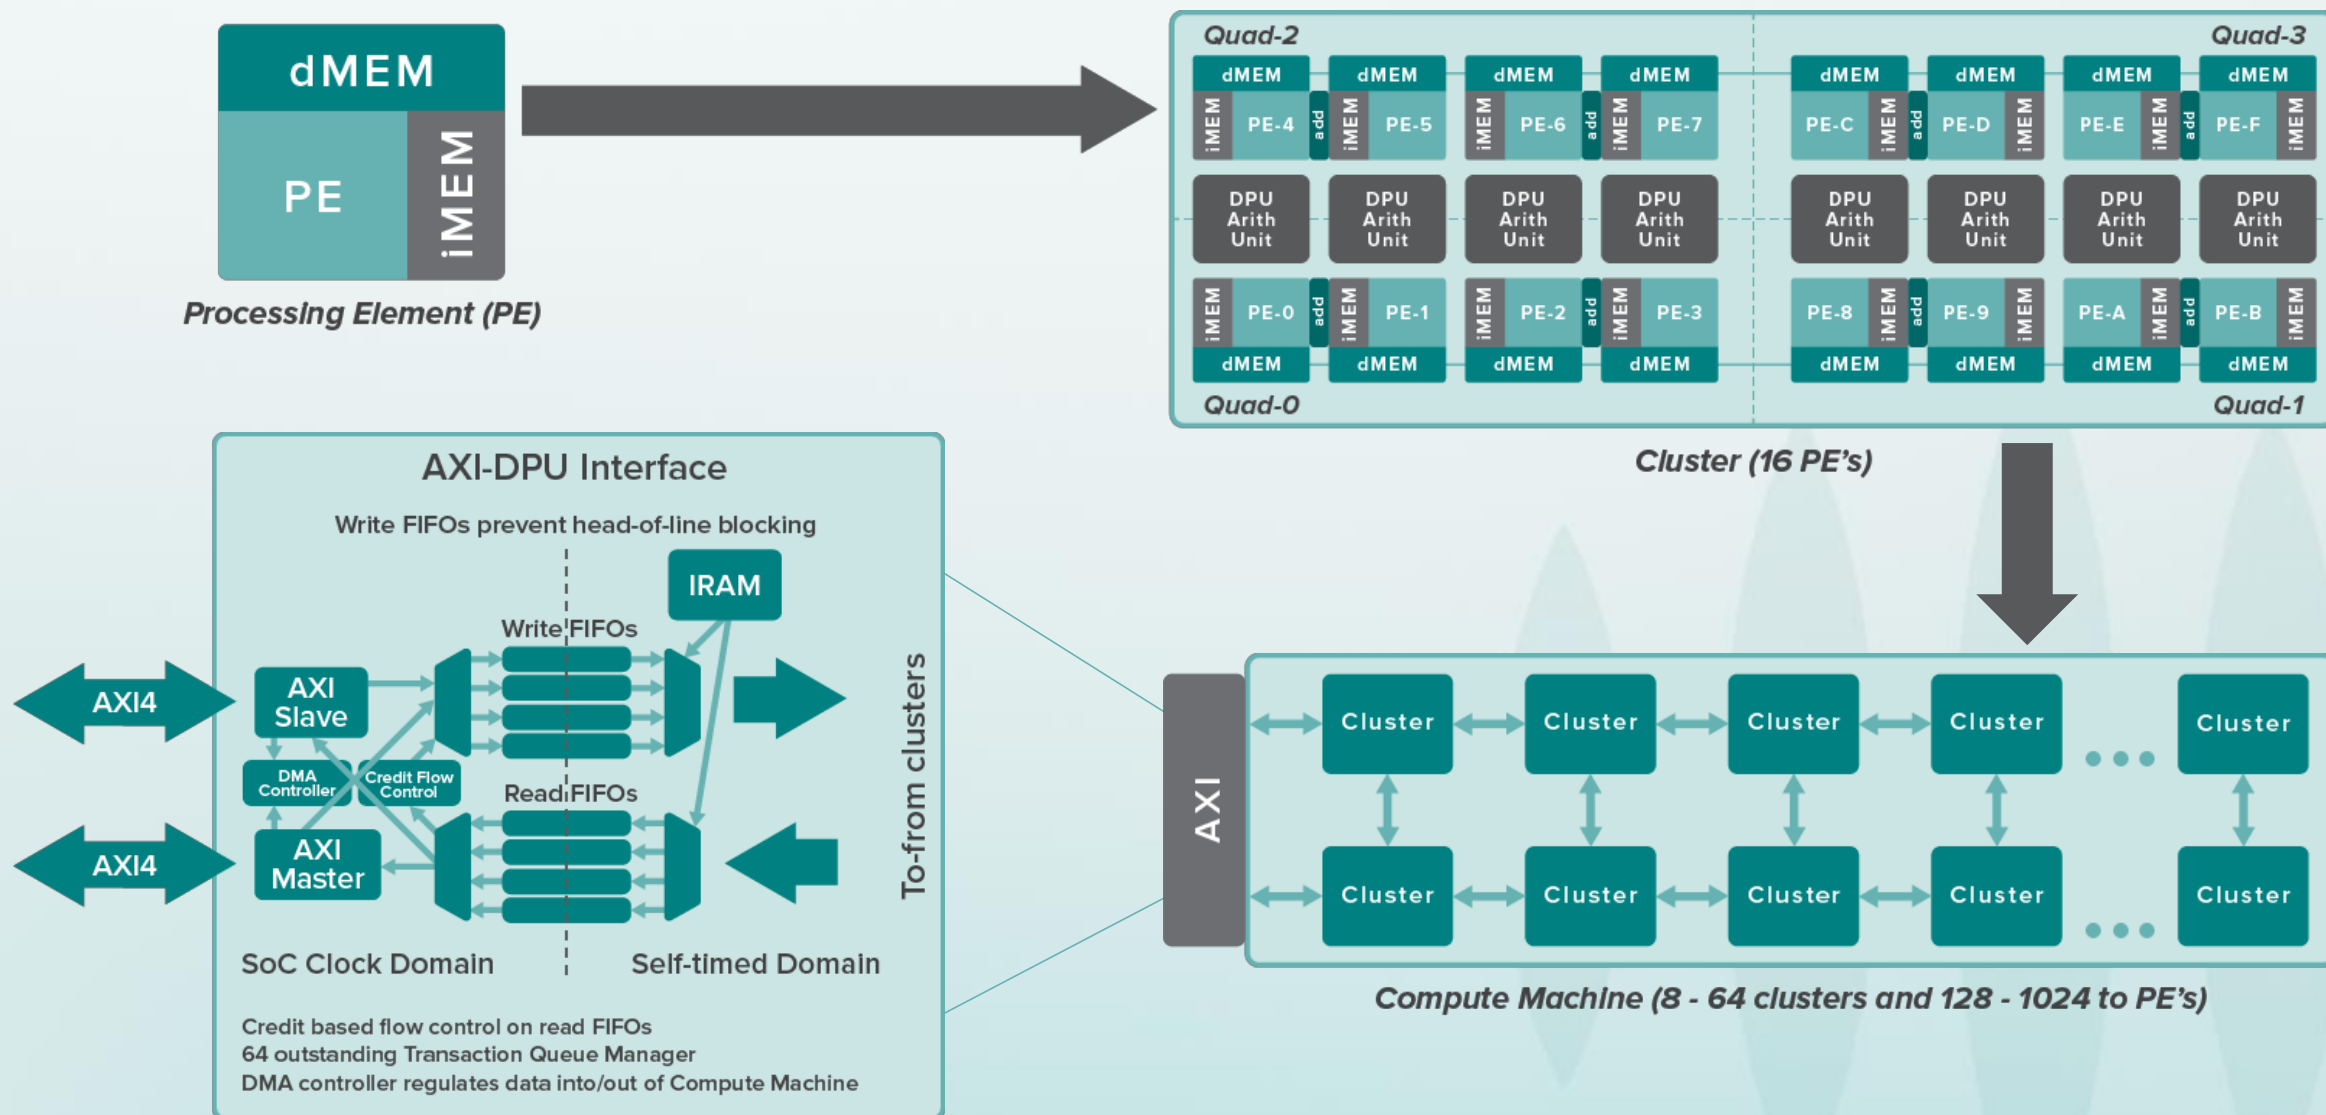 dMEM
PE
iMEM
Processing Element (PE)
Quad-2
Quad-3
dMEM dMEM dMEM dMEM dMEM dMEM dMEM dMEM
iMEM PE-4 add iMEM PE-5 iMEM PE-6 add iMEM PE-7 PE-C iMEM add PE-D iMEM PE-E iMEM add PE-F iMEM
DPU DPU DPU DPU DPU DPU DPU DPU
Arith Arith Arith Arith Arith Arith Arith Arith
Unit Unit Unit Unit Unit Unit Unit Unit
iMEM PE-0 add iMEM PE-1 iMEM PE-2 add iMEM PE-3 PE-8 iMEM add PE-9 iMEM PE-A iMEM add PE-B iMEM
dMEM dMEM dMEM dMEM dMEM dMEM dMEM dMEM
Quad-0
Quad-1
Cluster (16 PE's)
AXI-DPU Interface
Write FIFOs prevent head-of-line blocking
IRAM
Write FIFOs
AXI4
AXI
Slave
DMA
Controller
Credit Flow
Control
Read FIFOs
AXI4
AXI
Master
To-from clusters
SoC Clock Domain
Self-timed Domain
Credit based flow control on read FIFOs
64 outstanding Transaction Queue Manager
DMA controller regulates data into/out of Compute Machine
AXI
Cluster Cluster Cluster Cluster ... Cluster
Cluster Cluster Cluster Cluster ... Cluster
Compute Machine (8 - 64 clusters and 128 - 1024 to PE's)